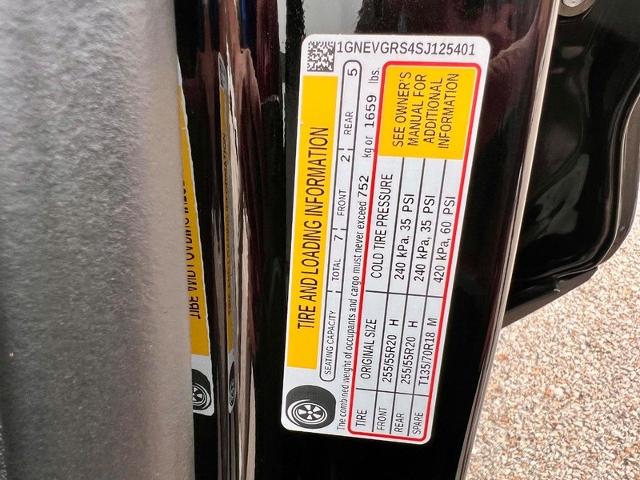 1GNEVGRS4SJ125401
TIRE AND LOADING INFORMATION
SEATING CAPACITY TOTAL 7 FRONT 2 REAR 5
The combined weight of occupants and cargo must never exceed 752 kg or 1659 lbs.
TIRE ORIGINAL SIZE COLD TIRE PRESSURE
FRONT 255/55R20 H 240 kPa, 35 PSI
REAR 255/55R20 H 240 kPa, 35 PSI
SPARE T135/70R18 M 420 kPa, 60 PSI
SEE OWNER'S
MANUAL FOR
ADDITIONAL
INFORMATION